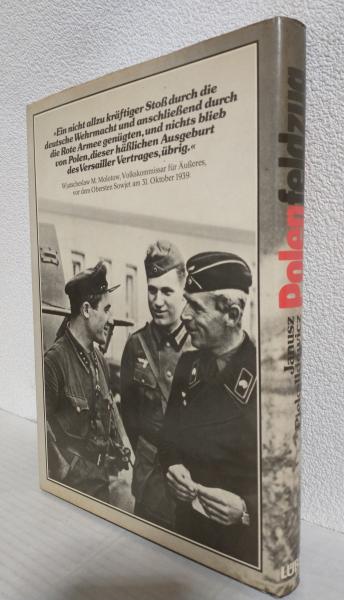 »Ein nicht allzu kräftiger Stoß durch die
deutsche Wehrmacht und anschließend durch
die Rote Armee genügten, und nichts blieb
von Polen, dieser häßlichen Ausgeburt
des Versailler Vertrages, übrig.«
Wjatscheslaw M. Molotow, Volkskommissar für Äußeres,
vor dem Obersten Sowjet am 31. Oktober 1939.
Janusz
Piekalkiewicz
Polenfeldzug